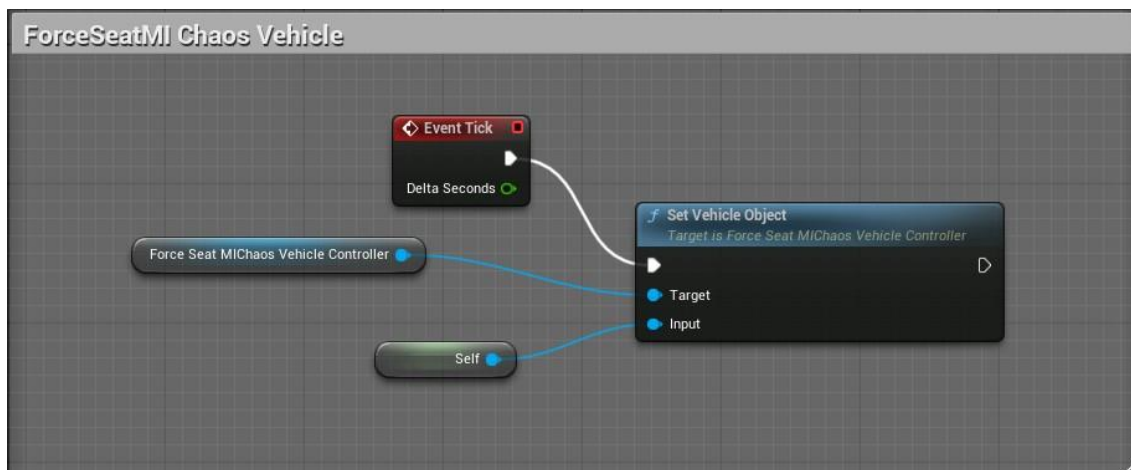 ForceSeatMI Chaos Vehicle
Event Tick
Delta Seconds
Force Seat MIChaos Vehicle Controller
Self
f Set Vehicle Object
Target is Force Seat MIChaos Vehicle Controller
Target
Input